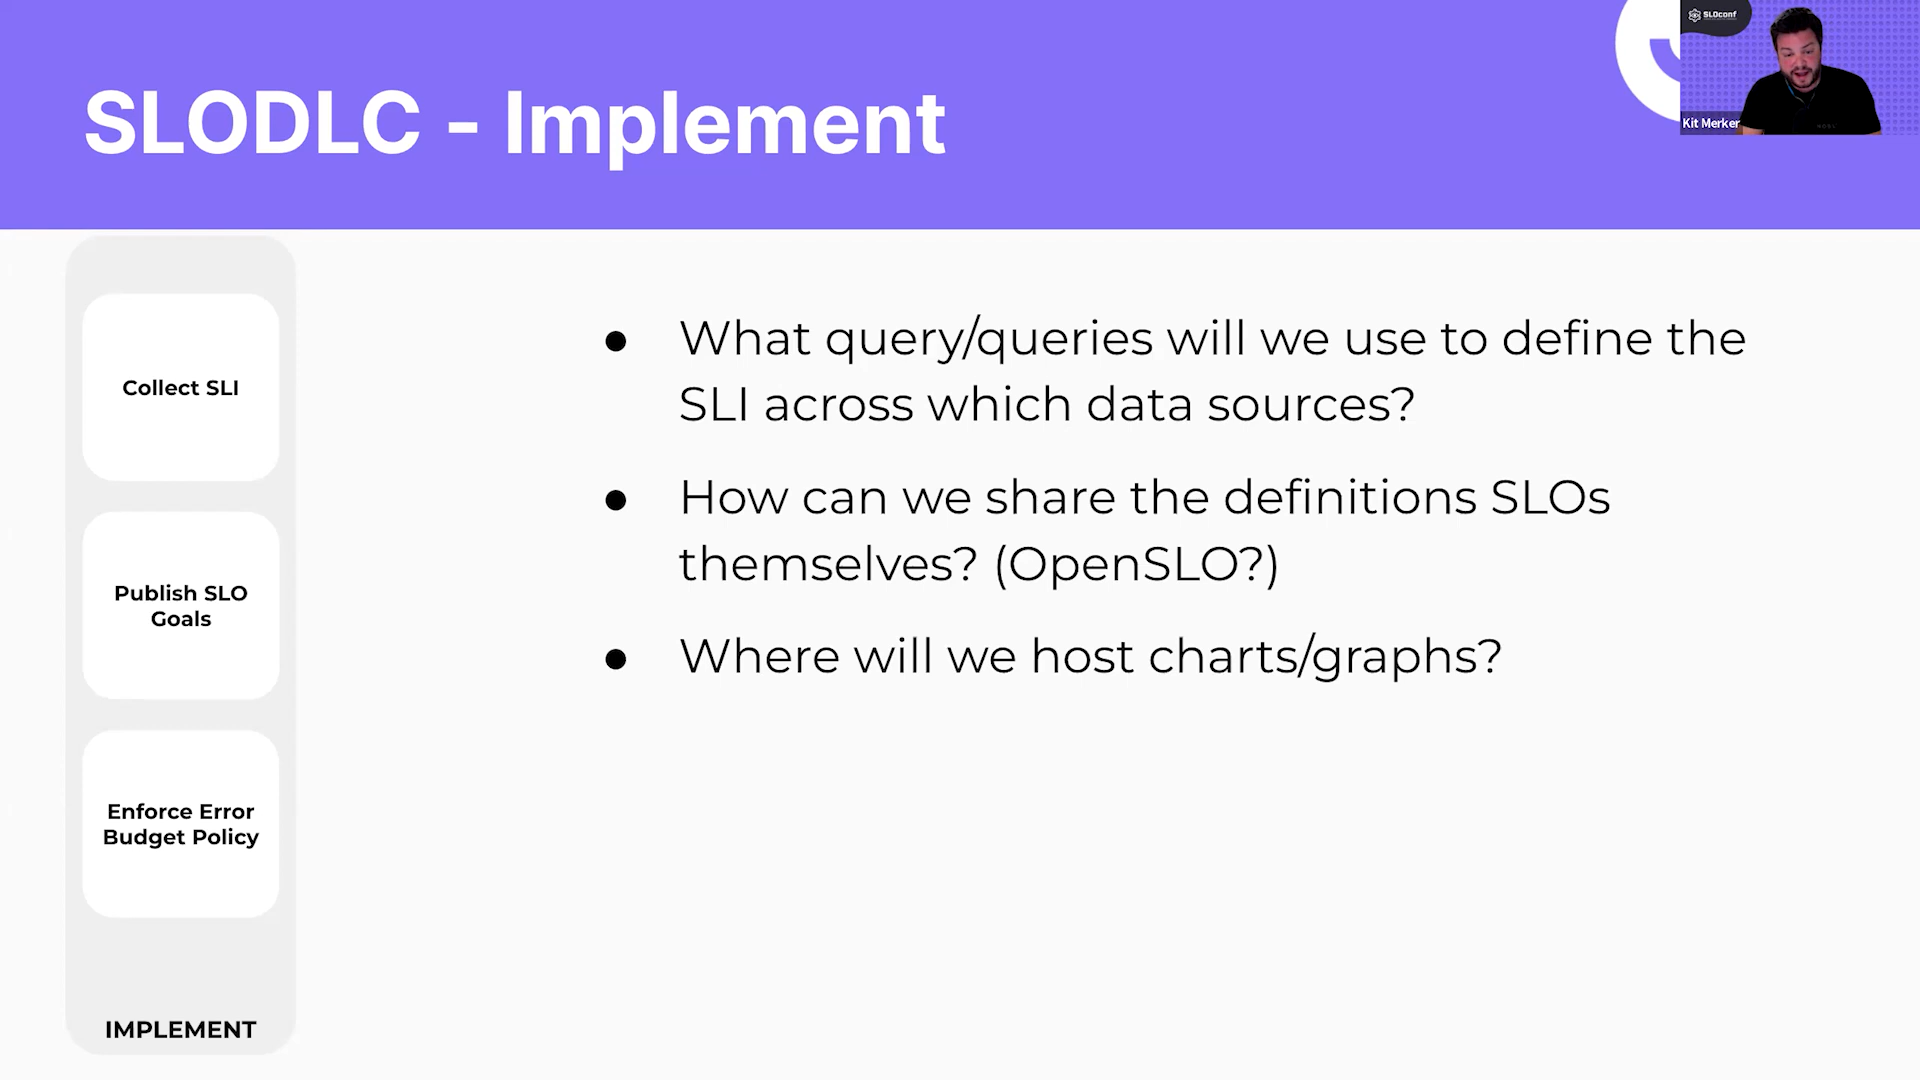 SLODLC - Implement
SLOconf
Kit Merker
Collect SLI
Publish SLO
Goals
Enforce Error
Budget Policy
IMPLEMENT
● What query/queries will we use to define the
SLI across which data sources?
● How can we share the definitions SLOs
themselves? (OpenSLO?)
● Where will we host charts/graphs?